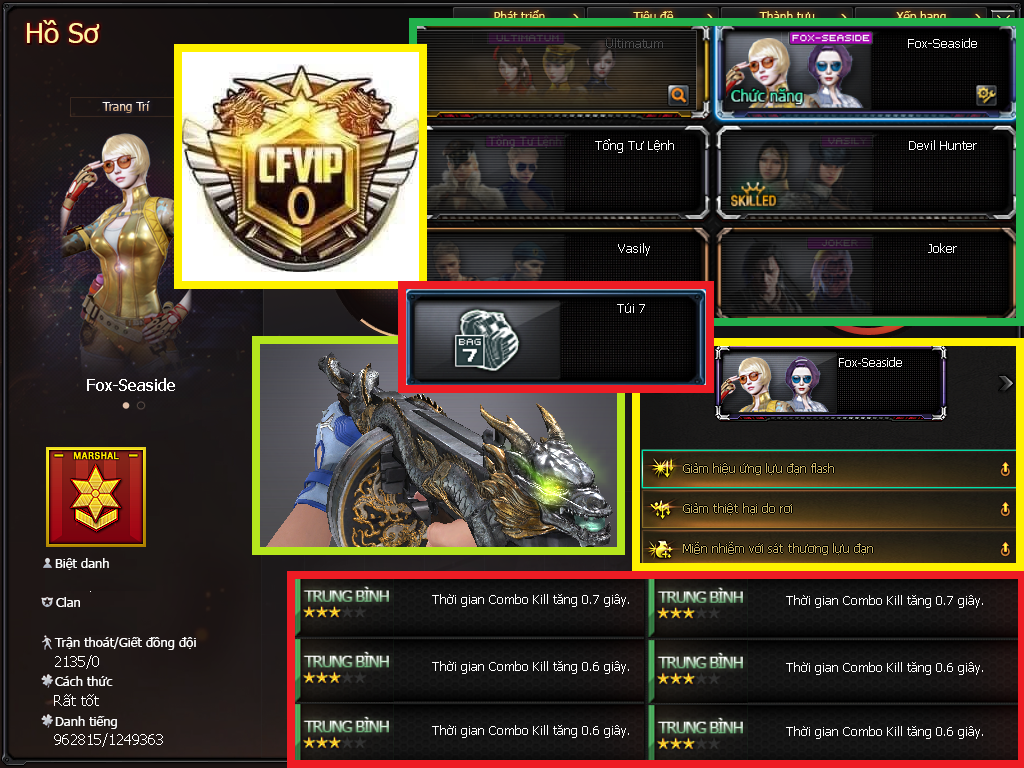 Hồ Sơ
Phát triển
Tiêu đề
Thành tựu
Xếp hạng
Trang Trí
CFVIP
0
ULTIMATUM
Ultimatum
FOX-SEASIDE
Fox-Seaside
Chức năng
Tổng Tư Lệnh
Tổng Tư Lệnh
VASILY
Devil Hunter
SKILLED
Vasily
JOKER
Joker
BAG
7
Túi 7
Fox-Seaside
Fox-Seaside
MARSHAL
Giảm hiệu ứng lựu đạn flash
Giảm thiệt hại do rơi
Miễn nhiễm với sát thương lựu đạn
Biệt danh
Clan
Trận thoát/Giết đồng đội
2135/0
Cách thức
Rất tốt
Danh tiếng
962815/1249363
TRUNG BÌNH
Thời gian Combo Kill tăng 0.7 giây.
TRUNG BÌNH
Thời gian Combo Kill tăng 0.7 giây.
TRUNG BÌNH
Thời gian Combo Kill tăng 0.6 giây.
TRUNG BÌNH
Thời gian Combo Kill tăng 0.6 giây.
TRUNG BÌNH
Thời gian Combo Kill tăng 0.6 giây.
TRUNG BÌNH
Thời gian Combo Kill tăng 0.6 giây.